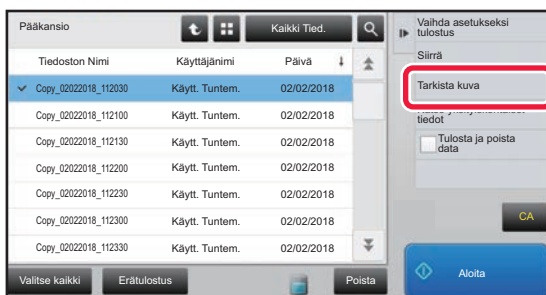 Pääkansio
Kaikki Tied.
Tiedoston Nimi Käyttäjänimi Päivä
Copy_02022018_112030 Käytt. Tuntem. 02/02/2018
Copy_02022018_112100 Käytt. Tuntem. 02/02/2018
Copy_02022018_112130 Käytt. Tuntem. 02/02/2018
Copy_02022018_112200 Käytt. Tuntem. 02/02/2018
Copy_02022018_112230 Käytt. Tuntem. 02/02/2018
Copy_02022018_112300 Käytt. Tuntem. 02/02/2018
Copy_02022018_112330 Käytt. Tuntem. 02/02/2018
Valitse kaikki Erätulostus Poista
Vaihda asetukseksi
tulostus
Siirrä
Tarkista kuva
tiedot
Tulosta ja poista
data
CA
Aloita